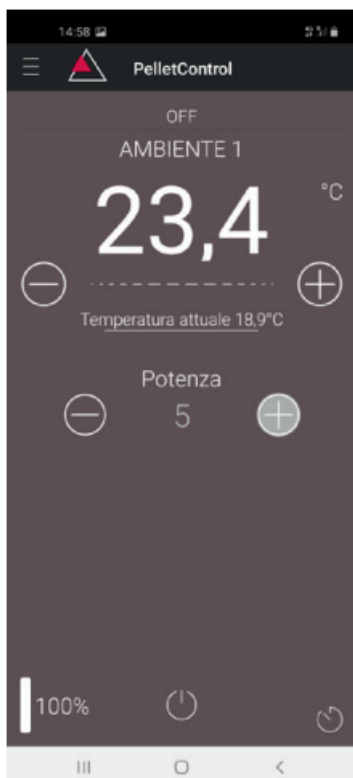 14:58
PelletControl
OFF
AMBIENTE 1
23,4 °C
Temperatura attuale 18,9°C
Potenza
5
100%